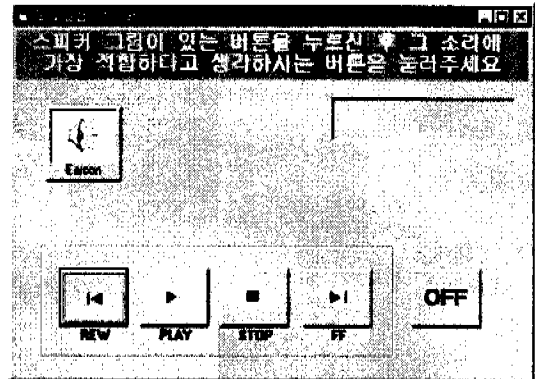 스피커 그림이 있는 버튼을 누르신 후 그 소리에
가장 적합하다고 생각하시는 버튼을 눌러주세요
Earcon
REW
PLAY
STOP
FF
OFF